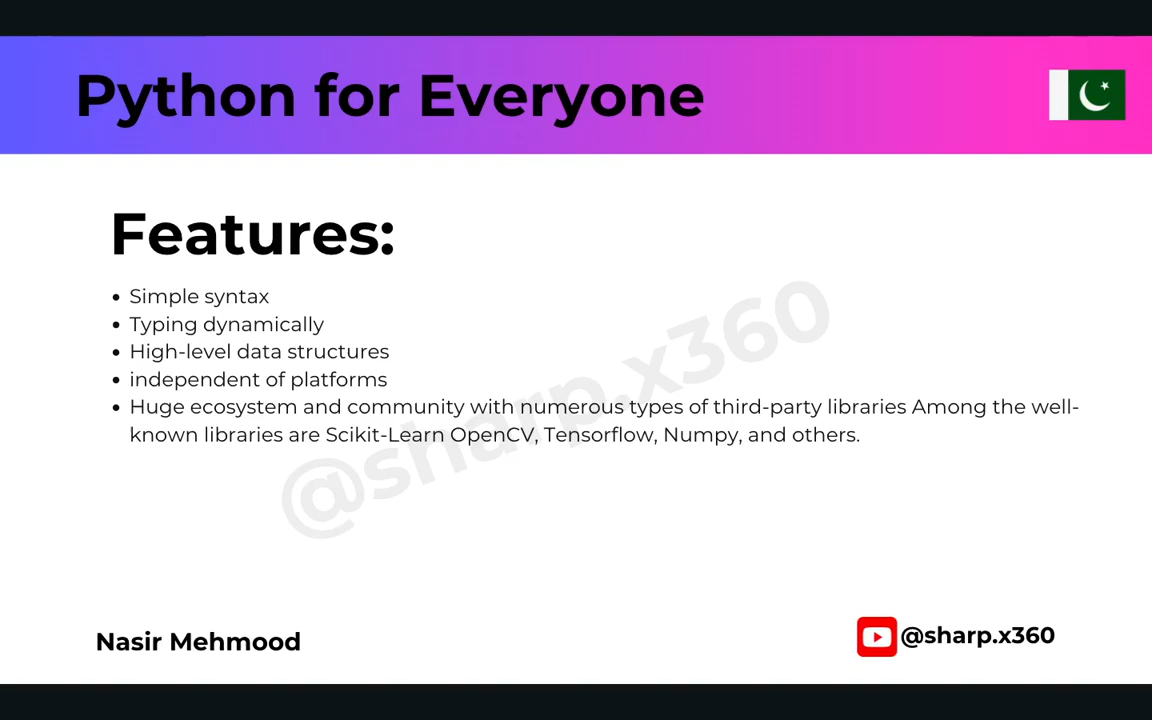 Python for Everyone
Features:
• Simple syntax
• Typing dynamically
• High-level data structures
• independent of platforms
• Huge ecosystem and community with numerous types of third-party libraries Among the well-
known libraries are Scikit-Learn OpenCV, Tensorflow, Numpy, and others.
@sharp.x360
Nasir Mehmood
@sharp.x360